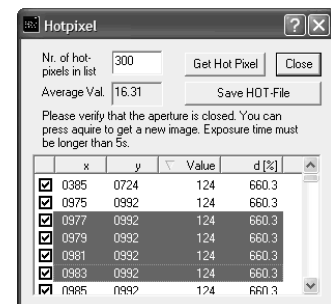 Hotpixel
Nr. of hot-
pixels in list
300
Get Hot Pixel
Close
Average Val.
16.31
Save HOT-File
Please verify that the aperture is closed. You can
press aquire to get a new image. Exposure time must
be longer than 5s.
x y Value d [%]
0385 0724 124 660.3
0975 0992 124 660.3
0977 0992 124 660.3
0979 0992 124 660.3
0981 0992 124 660.3
0983 0992 124 660.3
0985 0992 124 660.3